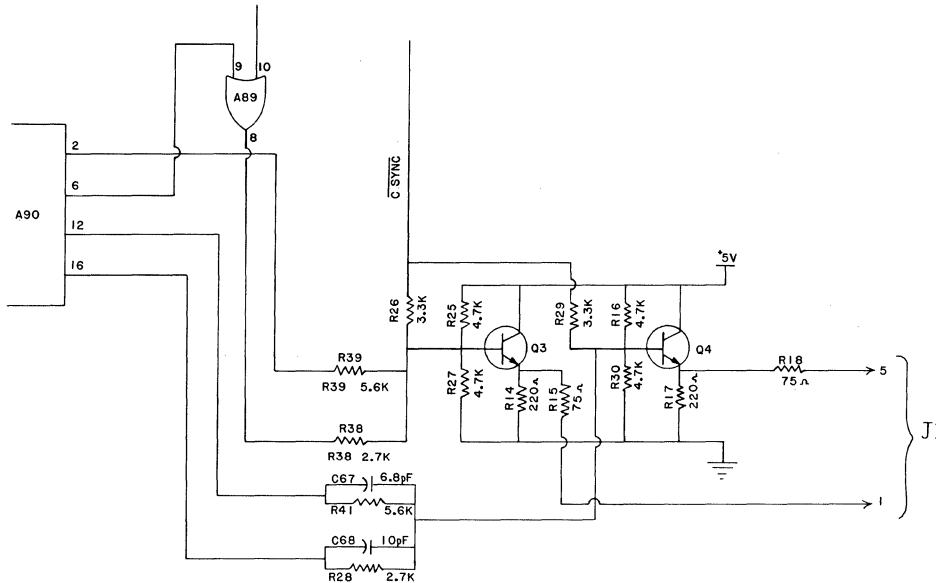 9 10
A89
8
2
6
A90
12
16
C SYNC
+5V
R26
3.3K
R25
4.7K
R29
3.3K
R16
4.7K
Q3
Q4
R39
R39 5.6K
R27
4.7K
R14
220Ω
R15
75Ω
R30
4.7K
R17
220Ω
R18
75Ω
5
R38
R38 2.7K
C67 6.8pF
R41 5.6K
1
C68 10pF
R28 2.7K